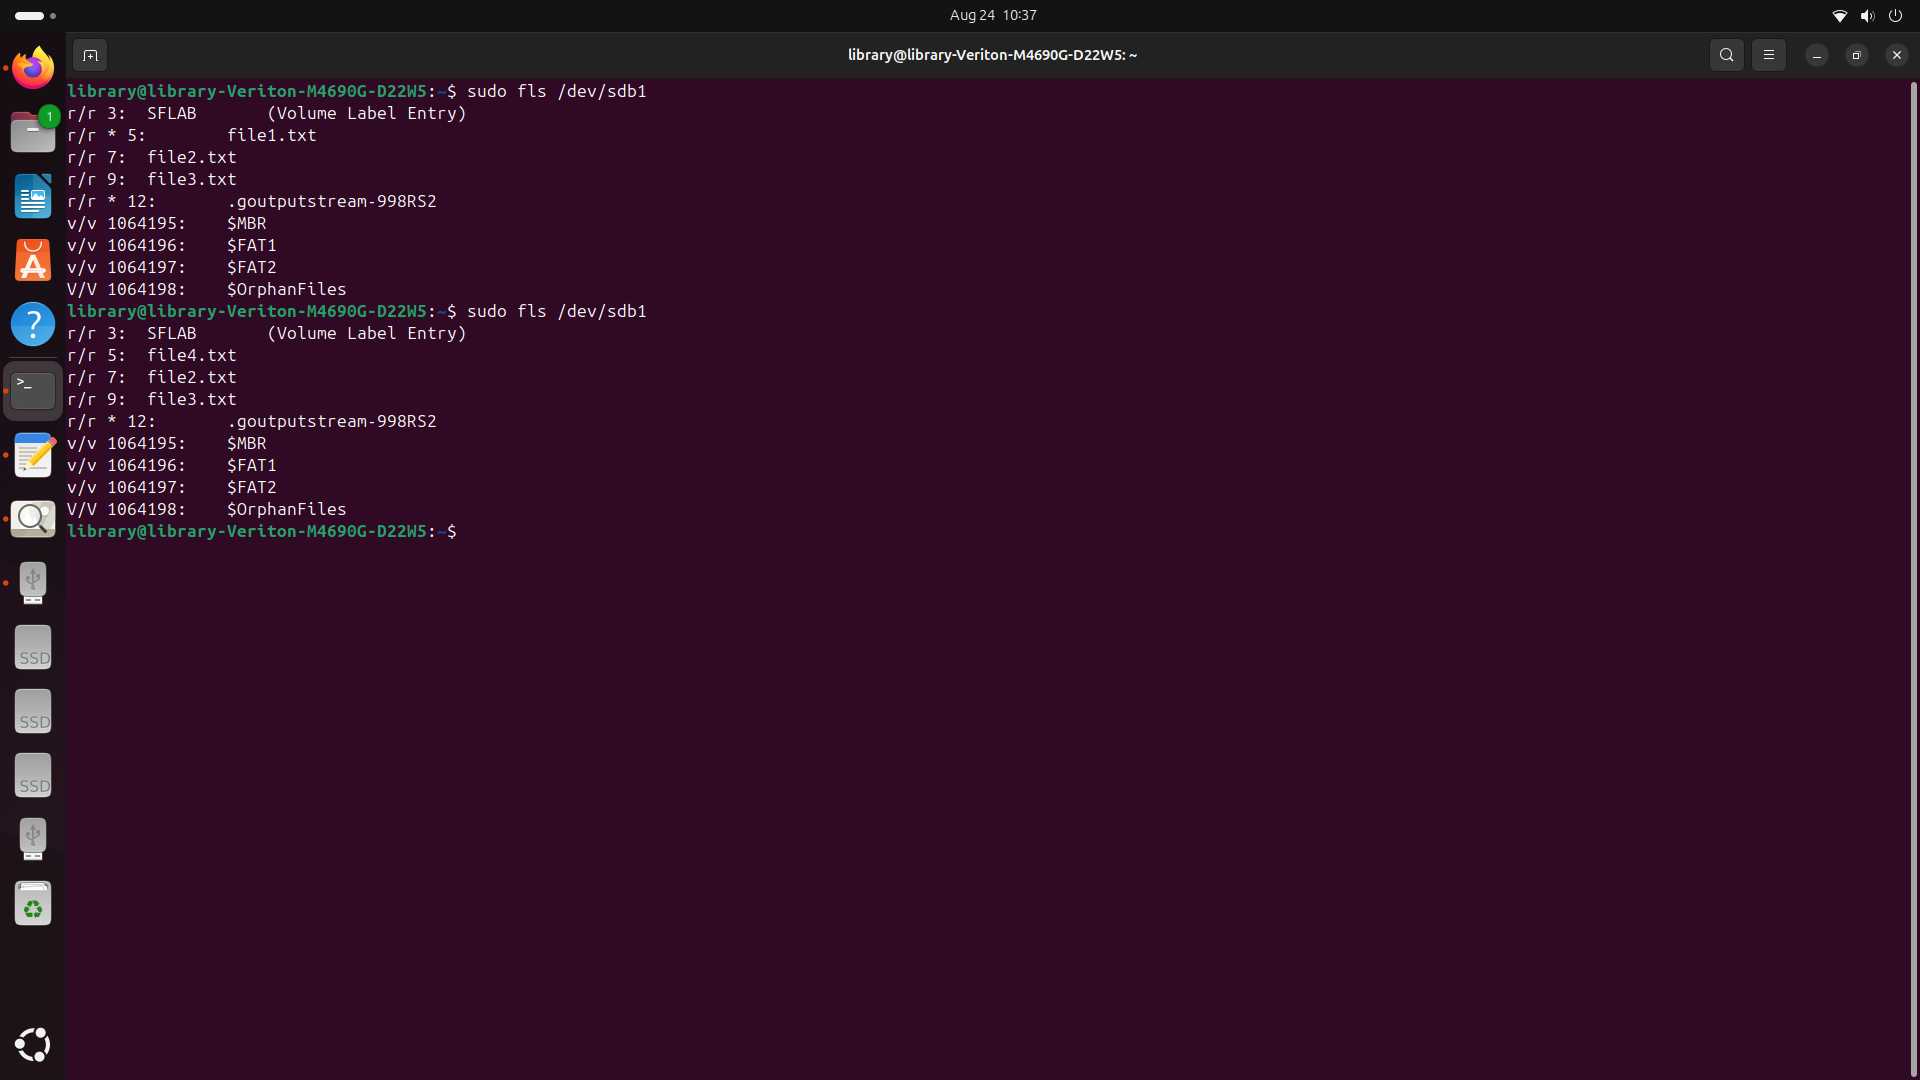 Aug 24 10:37
library@library-Veriton-M4690G-D22W5: ~
library@library-Veriton-M4690G-D22W5:~$ sudo fls /dev/sdb1
r/r 3:  SFLAB       (Volume Label Entry)
r/r * 5:        file1.txt
r/r 7:  file2.txt
r/r 9:  file3.txt
r/r * 12:       .goutputstream-998RS2
v/v 1064195:    $MBR
v/v 1064196:    $FAT1
v/v 1064197:    $FAT2
V/V 1064198:    $OrphanFiles
library@library-Veriton-M4690G-D22W5:~$ sudo fls /dev/sdb1
r/r 3:  SFLAB       (Volume Label Entry)
r/r 5:  file4.txt
r/r 7:  file2.txt
r/r 9:  file3.txt
r/r * 12:       .goutputstream-998RS2
v/v 1064195:    $MBR
v/v 1064196:    $FAT1
v/v 1064197:    $FAT2
V/V 1064198:    $OrphanFiles
library@library-Veriton-M4690G-D22W5:~$
1
?
>_
SSD
SSD
SSD